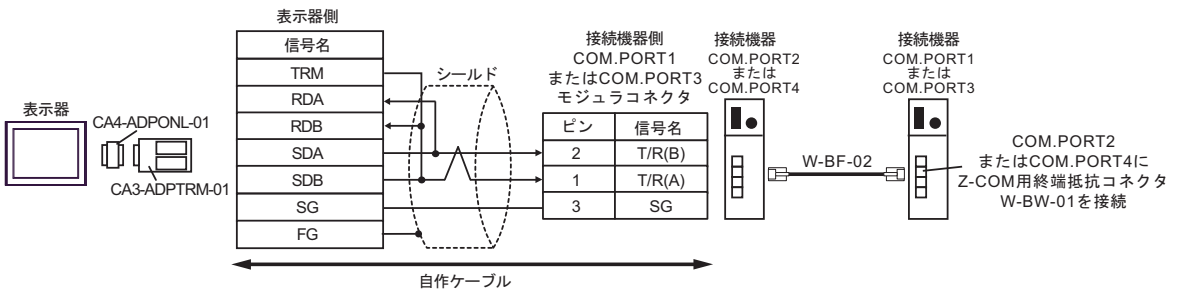 表示器
CA4-ADPONL-01
CA3-ADPTRM-01
表示器側
信号名
TRM
RDA
RDB
SDA
SDB
SG
FG
シールド
自作ケーブル
接続機器側
COM.PORT1
またはCOM.PORT3
モジュラコネクタ
ピン 信号名
2 T/R(B)
1 T/R(A)
3 SG
接続機器
COM.PORT2
または
COM.PORT4
W-BF-02
接続機器
COM.PORT1
または
COM.PORT3
COM.PORT2
またはCOM.PORT4に
Z-COM用終端抵抗コネクタ
W-BW-01を接続